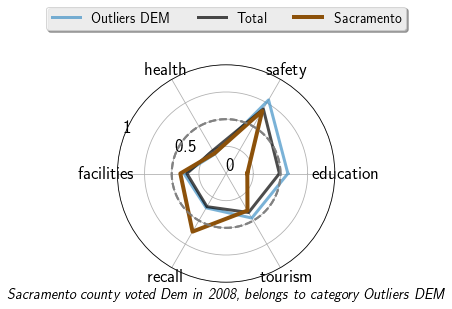 Outliers DEM Total Sacramento
health safety
1
0.5
0
facilities education
recall tourism
Sacramento county voted Dem in 2008, belongs to category Outliers DEM